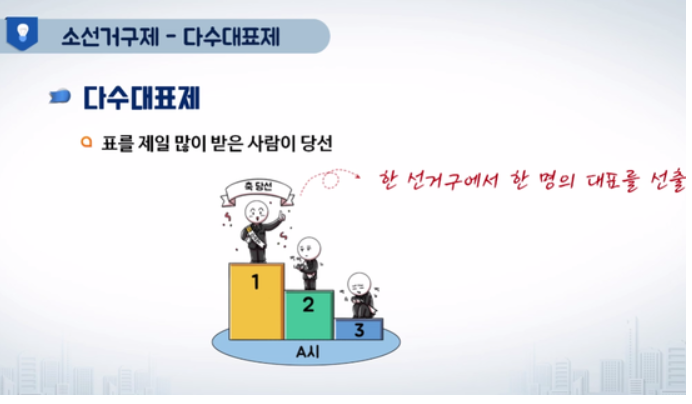 소선거구제 - 다수대표제
다수대표제
표를 제일 많이 받은 사람이 당선
한 선거구에서 한 명의 대표를 선출
축 당선
1
2
3
A시